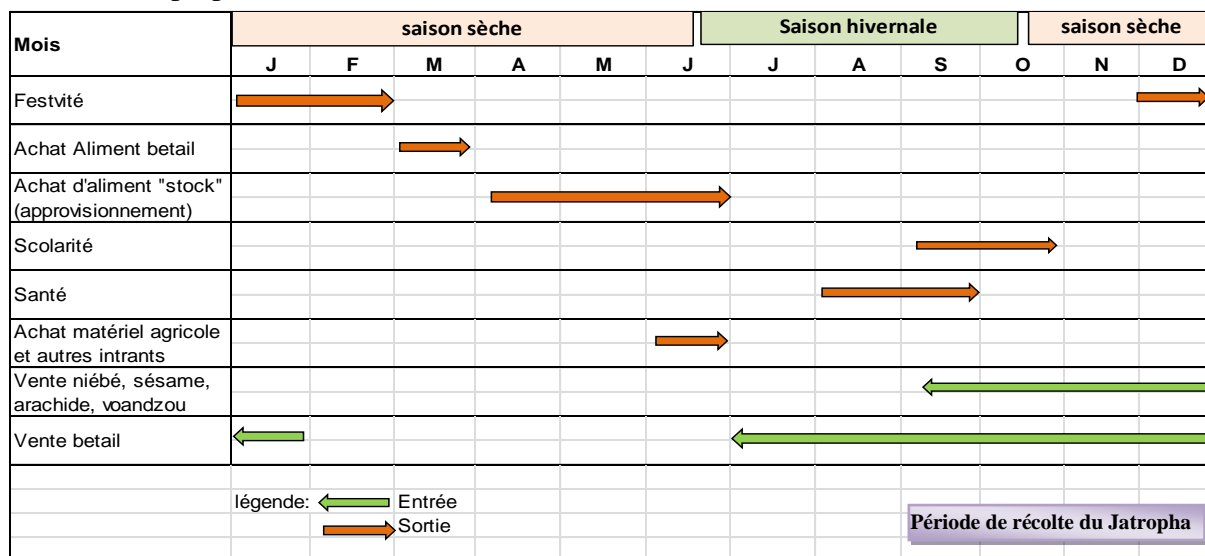 saison sèche Saison hivernale saison sèche
Mois
J F M A M J J A S O N D
Festvité
Achat Aliment betail
Achat d'aliment "stock"
(approvisionnement)
Scolarité
Santé
Achat matériel agricole
et autres intrants
Vente niébé, sésame,
arachide, voandzou
Vente betail
légende: Entrée
Sortie
Période de récolte du Jatropha